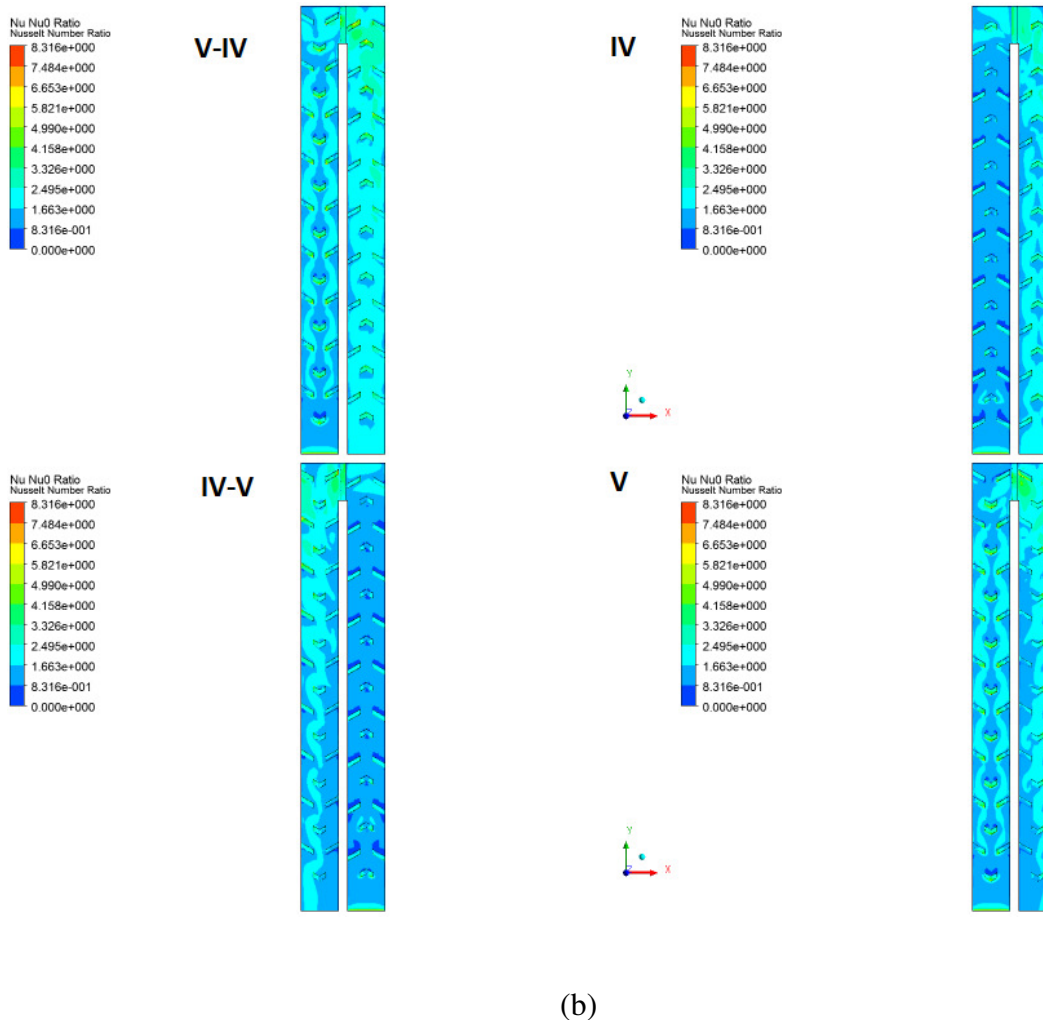 Nu Nu0 Ratio
Nusselt Number Ratio
8.316e+000
7.484e+000
6.653e+000
5.821e+000
4.990e+000
4.158e+000
3.326e+000
2.495e+000
1.663e+000
8.316e-001
0.000e+000
V-IV
Nu Nu0 Ratio
Nusselt Number Ratio
8.316e+000
7.484e+000
6.653e+000
5.821e+000
4.990e+000
4.158e+000
3.326e+000
2.495e+000
1.663e+000
8.316e-001
0.000e+000
IV
Y
Z
X
Nu Nu0 Ratio
Nusselt Number Ratio
8.316e+000
7.484e+000
6.653e+000
5.821e+000
4.990e+000
4.158e+000
3.326e+000
2.495e+000
1.663e+000
8.316e-001
0.000e+000
IV-V
Nu Nu0 Ratio
Nusselt Number Ratio
8.316e+000
7.484e+000
6.653e+000
5.821e+000
4.990e+000
4.158e+000
3.326e+000
2.495e+000
1.663e+000
8.316e-001
0.000e+000
V
Y
Z
X
(b)